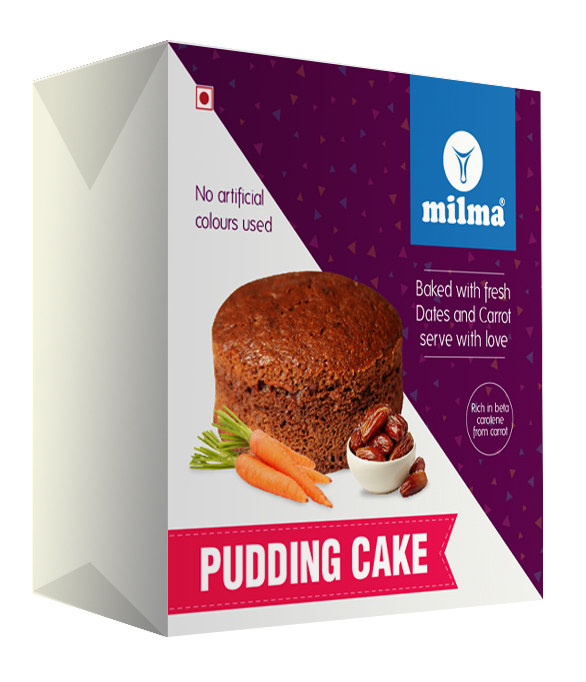 milma®
No artificial
colours used
Baked with fresh
Dates and Carrot
serve with love
Rich in beta
carolene
from carrot
PUDDING CAKE